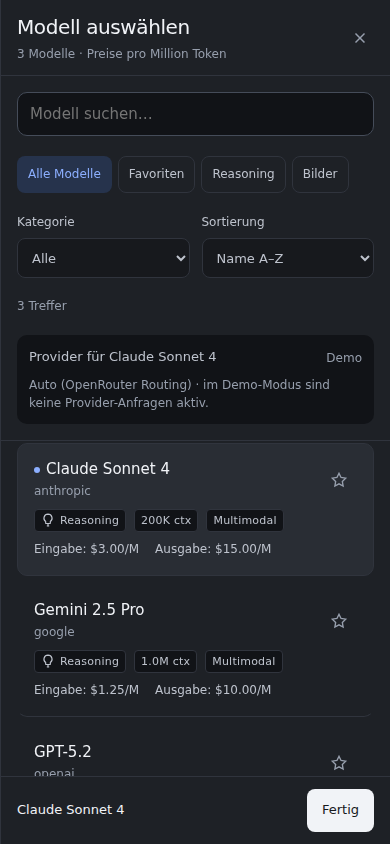 Modell auswählen
3 Modelle · Preise pro Million Token
×
Modell suchen...
Alle Modelle
Favoriten
Reasoning
Bilder
Kategorie
Sortierung
Alle
Name A–Z
3 Treffer
Provider für Claude Sonnet 4
Demo
Auto (OpenRouter Routing) · im Demo-Modus sind
keine Provider-Anfragen aktiv.
Claude Sonnet 4
anthropic
Reasoning
200K ctx
Multimodal
Eingabe: $3.00/M
Ausgabe: $15.00/M
Gemini 2.5 Pro
google
Reasoning
1.0M ctx
Multimodal
Eingabe: $1.25/M
Ausgabe: $10.00/M
GPT-5.2
openai
Claude Sonnet 4
Fertig